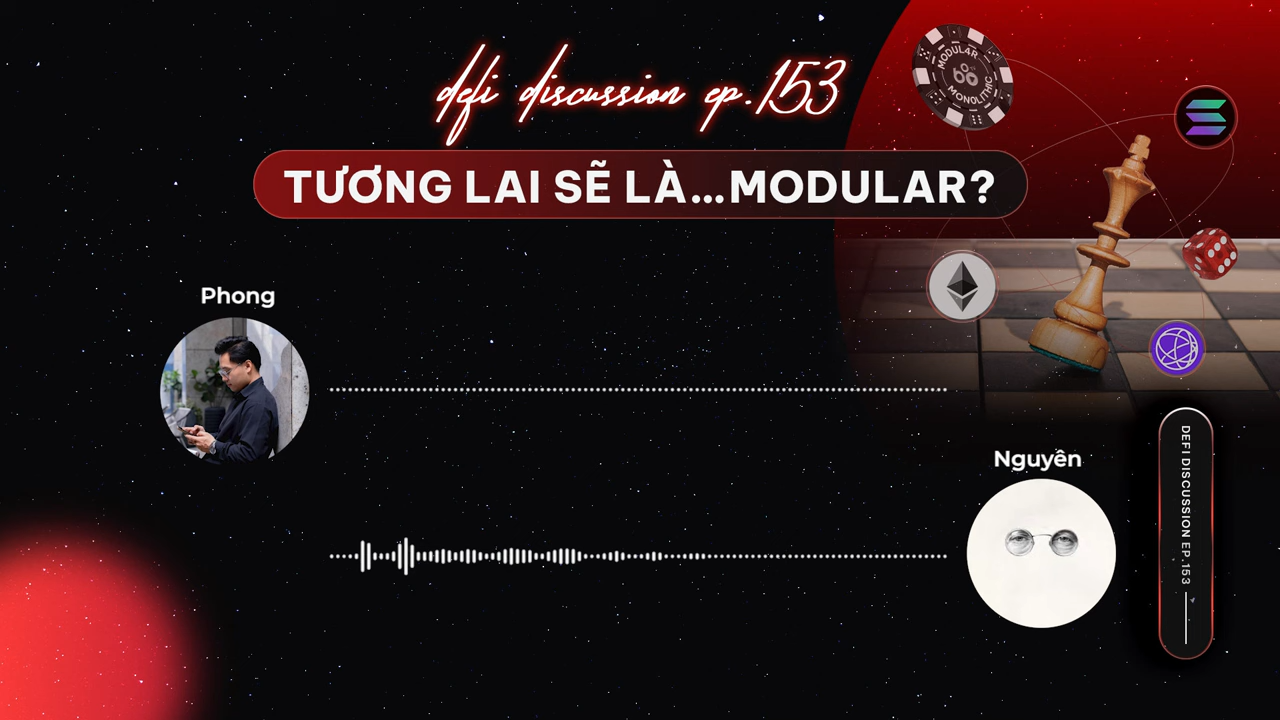 defi discussion ep.153
TƯƠNG LAI SẼ LÀ...MODULAR?
MODULAR
MONOLITHIC
Phong
Nguyên
DEFI DISCUSSION EP.153